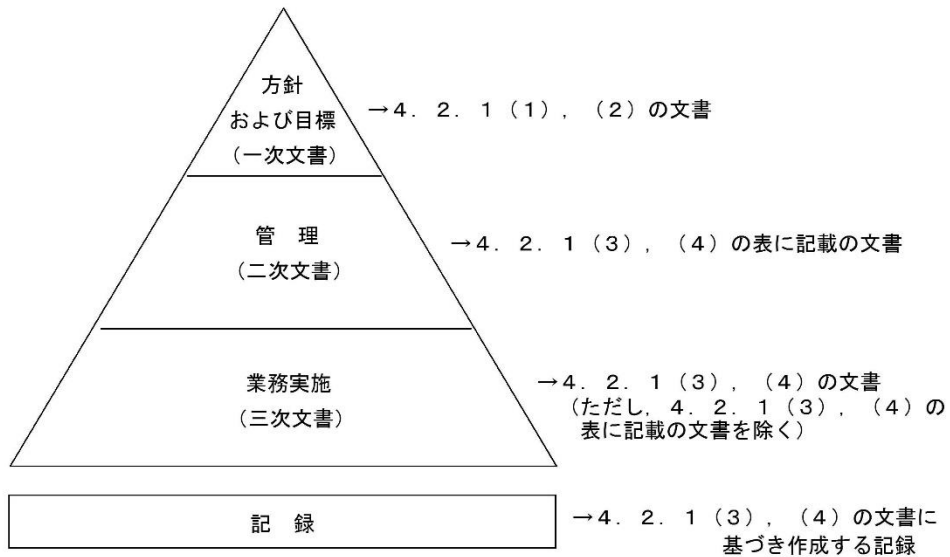 方針
および目標
(一次文書)
→4.2.1(1),(2)の文書
管 理
(二次文書)
→4.2.1(3),(4)の表に記載の文書
業務実施
(三次文書)
→4.2.1(3),(4)の文書
(ただし,4.2.1(3),(4)の
表に記載の文書を除く)
記 録
→4.2.1(3),(4)の文書に
基づき作成する記録